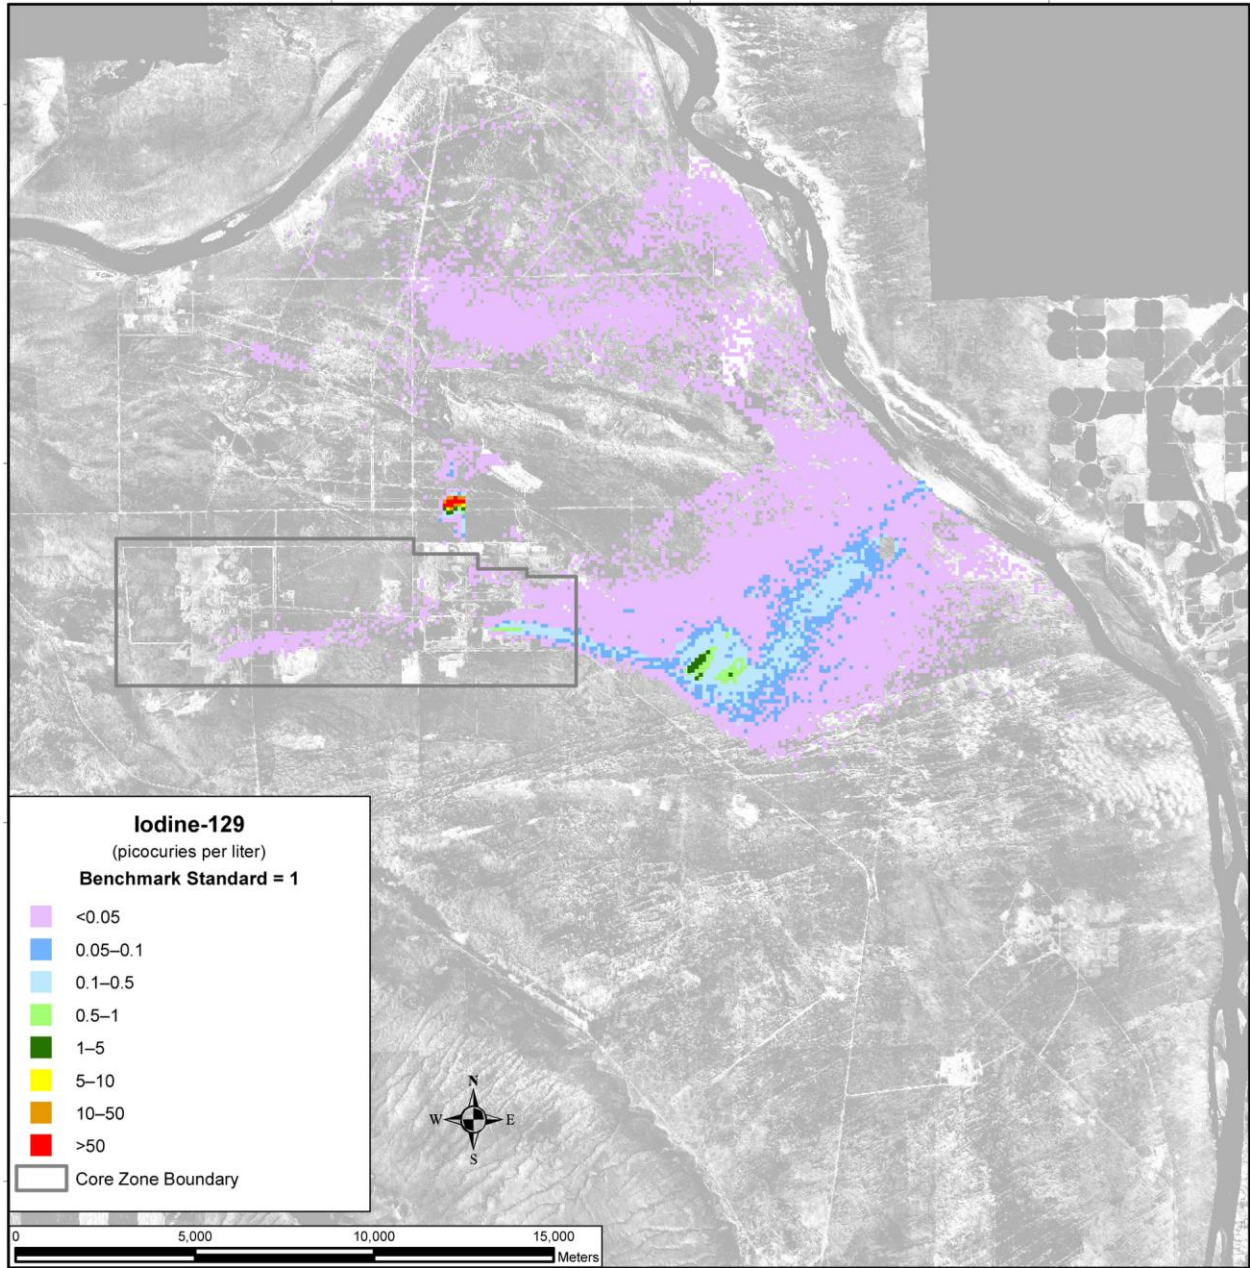 Iodine-129
(picocuries per liter)
Benchmark Standard = 1
<0.05
0.05–0.1
0.1–0.5
0.5–1
1–5
5–10
10–50
>50
Core Zone Boundary
N
W E
S
0 5,000 10,000 15,000
Meters